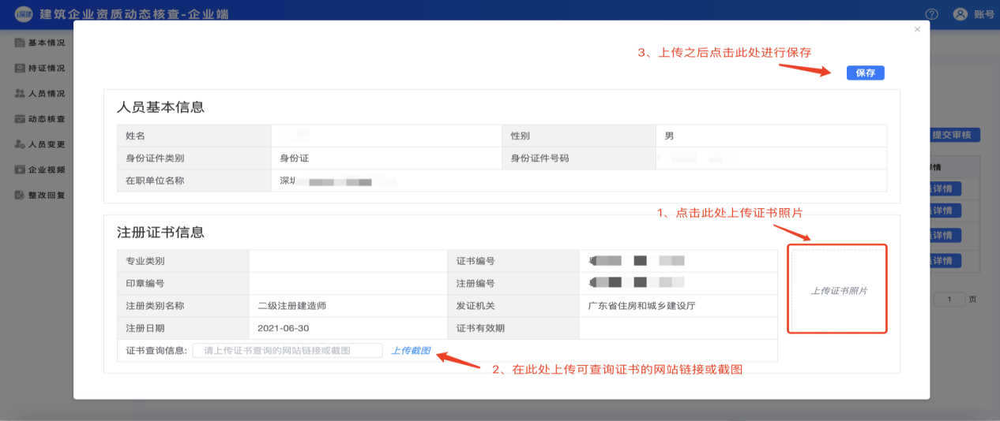 建筑企业资质动态核查-企业端
账号
基本情况
持证情况
人员情况
动态核查
人员变更
企业视频
整改回复
3、上传之后点击此处进行保存
保存
人员基本信息
姓名
性别 男
身份证件类别 身份证 身份证件号码
在职单位名称 深圳
提交审核
详情
详情
详情
详情
详情
1 页
1、点击此处上传证书照片
注册证书信息
专业类别 证书编号
印章编号 注册编号
注册类别名称 二级注册建造师 发证机关 广东省住房和城乡建设厅
注册日期 2021-06-30 证书有效期
证书查询信息: 请上传证书查询的网站链接或截图 上传截图
上传证书照片
2、在此处上传可查询证书的网站链接或截图